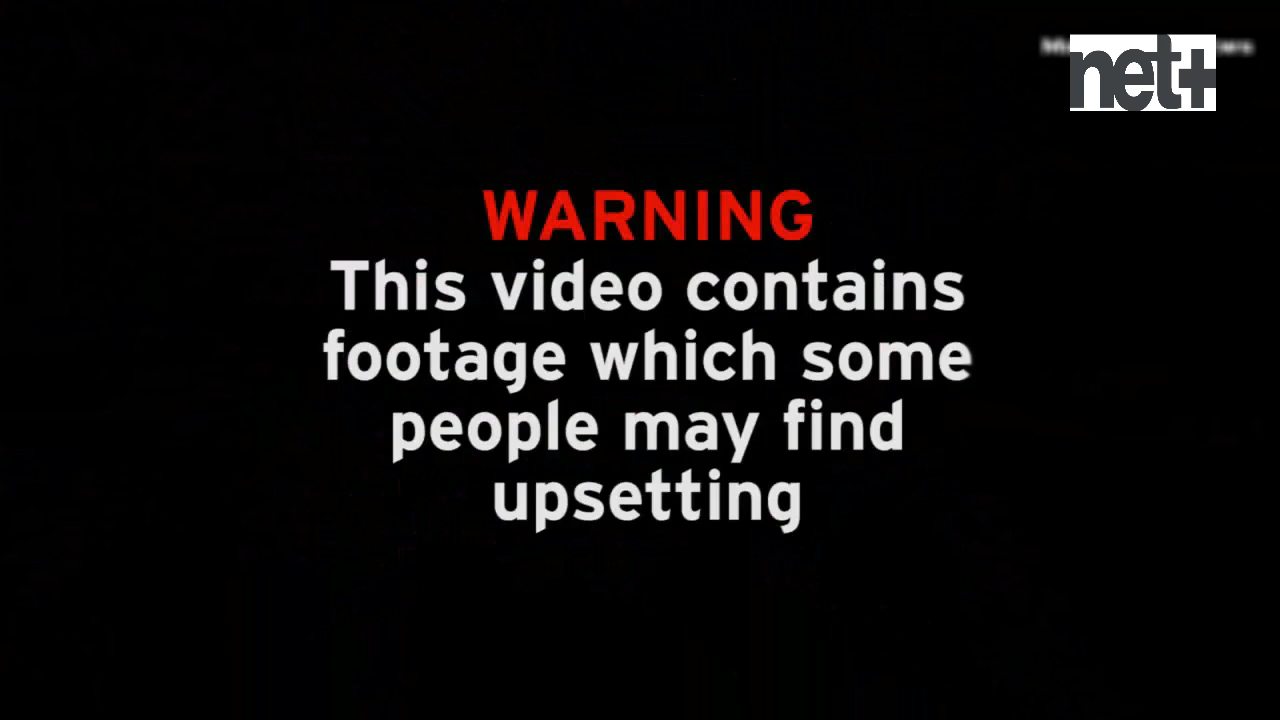 net+
WARNING
This video contains
footage which some
people may find
upsetting